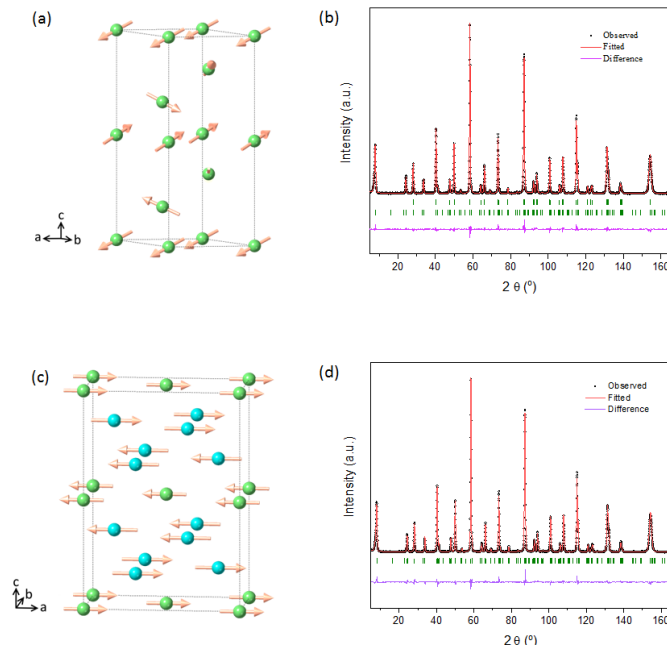 (a)
c
a
b
(b)
Intensity (a.u.)
Observed
Fitted
Difference
20 40 60 80 100 120 140 160
2 θ (º)
(c)
c
b
a
(d)
Intensity (a.u.)
Observed
Fitted
Difference
20 40 60 80 100 120 140 160
2 θ (º)